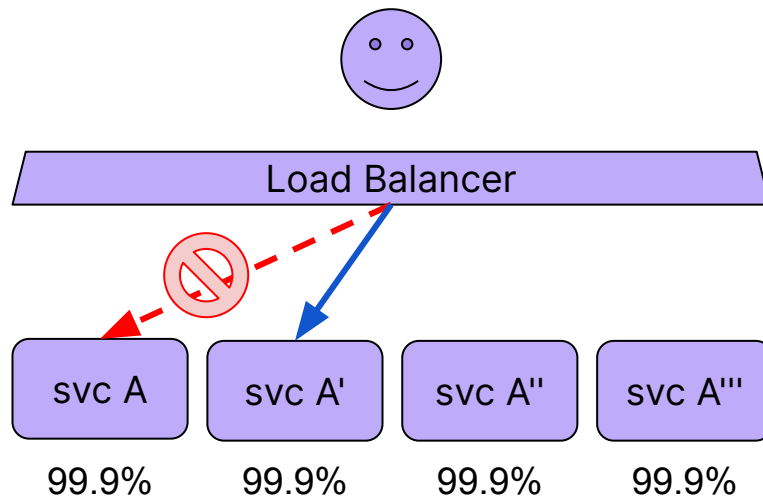 Load Balancer
svc A
svc A'
svc A''
svc A'''
99.9%
99.9%
99.9%
99.9%